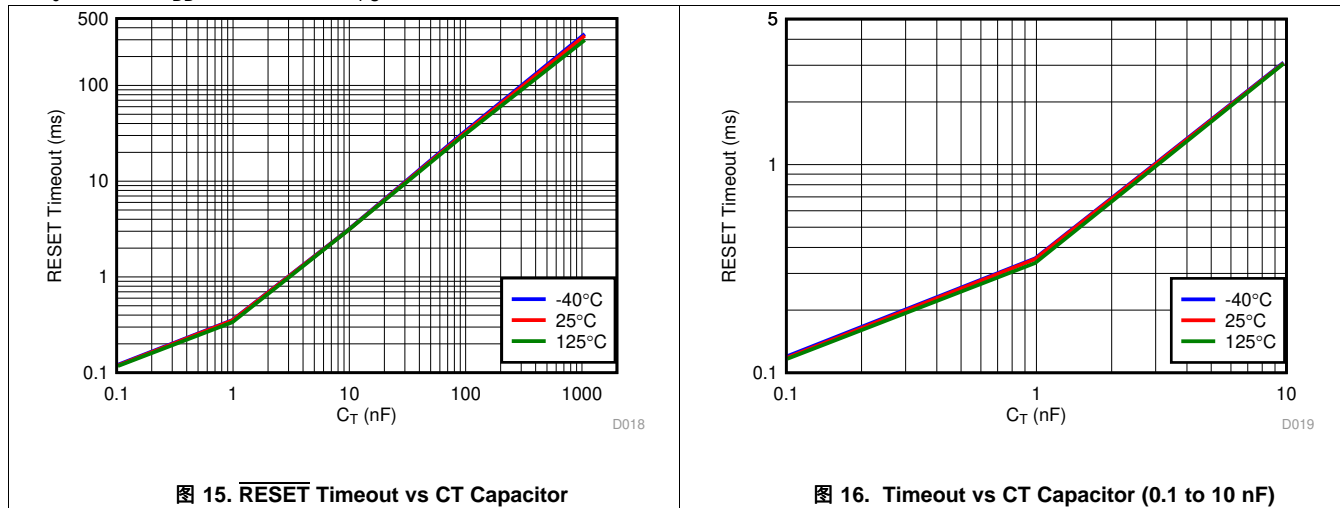 500
100
10
1
0.1
0.1
1
10
100
1000
RESET Timeout (ms)
CT (nF)
-40°C
25°C
125°C
D018
图 15. RESET Timeout vs CT Capacitor
5
1
0.1
0.1
1
10
RESET Timeout (ms)
CT (nF)
-40°C
25°C
125°C
D019
图 16. Timeout vs CT Capacitor (0.1 to 10 nF)